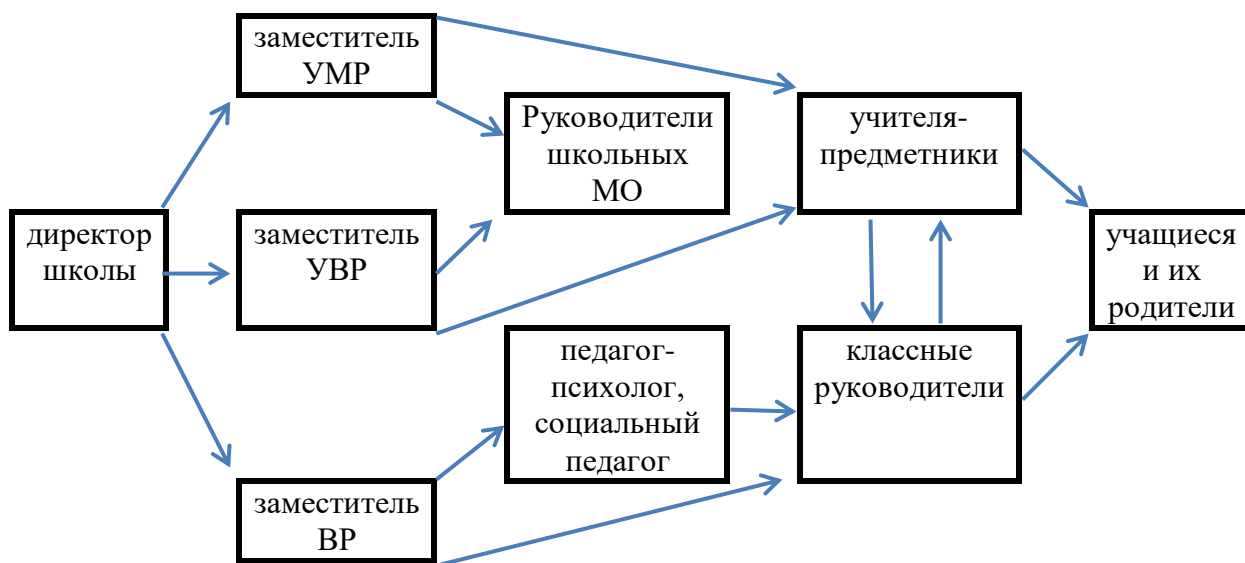 заместитель
УМР
Руководители
школьных
МО
учителя-
предметники
директор
школы
заместитель
УВР
учащиеся
и их
родители
педагог-
психолог,
социальный
педагог
классные
руководители
заместитель
ВР